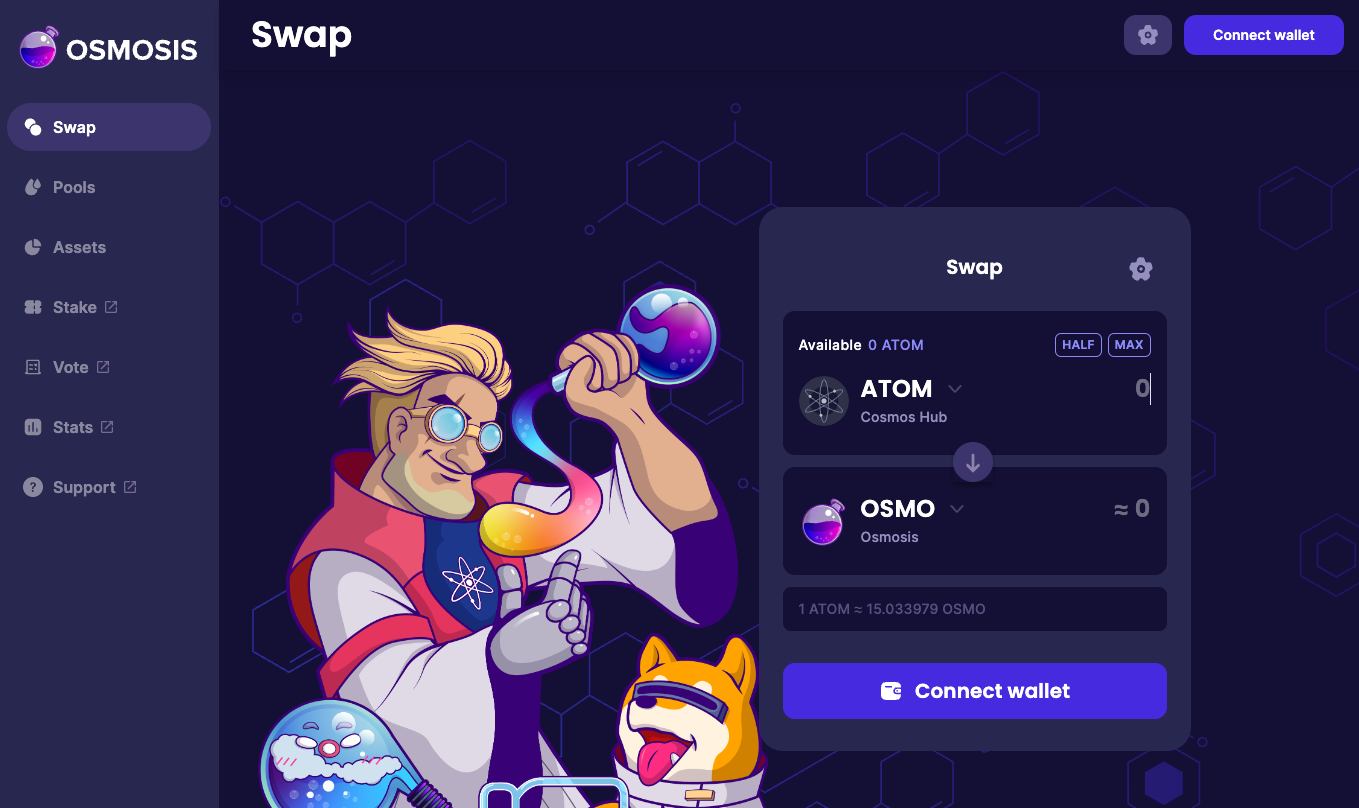 OSMOSIS
Swap
Pools
Assets
Stake
Vote
Stats
Support
Swap
Connect wallet
Swap
Available 0 ATOM
HALF MAX
ATOM
0
Cosmos Hub
OSMO
≈ 0
Osmosis
1 ATOM ≈ 15.033979 OSMO
Connect wallet